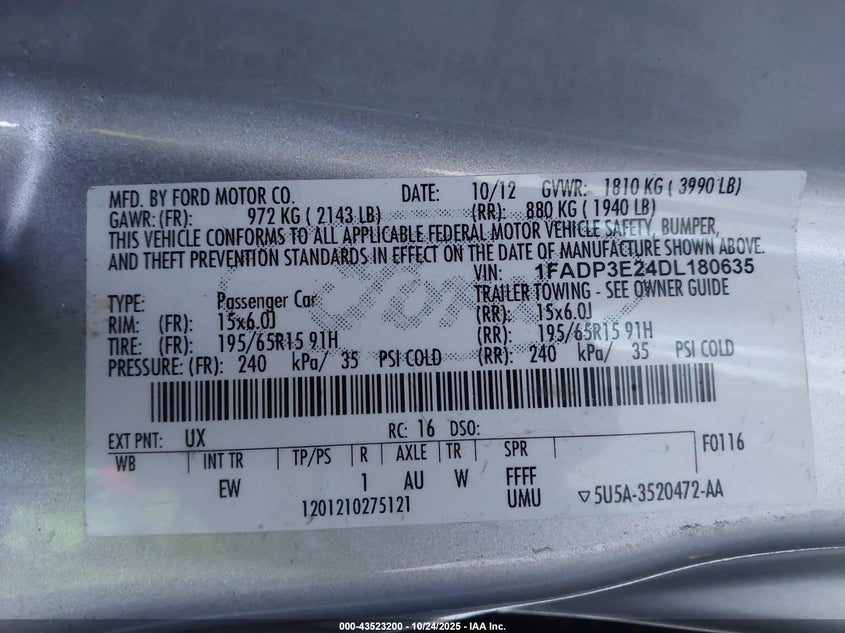 MFD. BY FORD MOTOR CO. DATE: 10/12 GVWR: 1810 KG ( 3990 LB)
GAWR: (FR): 972 KG ( 2143 LB) (RR): 880 KG ( 1940 LB)
THIS VEHICLE CONFORMS TO ALL APPLICABLE FEDERAL MOTOR VEHICLE SAFETY, BUMPER,
AND THEFT PREVENTION STANDARDS IN EFFECT ON THE DATE OF MANUFACTURE SHOWN ABOVE.
VIN: 1FADP3E24DL180635
TYPE: Passenger Car TRAILER TOWING - SEE OWNER GUIDE
RIM: (FR): 15x6.0J (RR): 15x6.0J
TIRE: (FR): 195/65R15 91H (RR): 195/65R15 91H
PRESSURE: (FR): 240 kPa/ 35 PSI COLD (RR): 240 kPa/ 35 PSI COLD
EXT PNT: UX RC: 16 DSO:
WB INT TR TP/PS R AXLE TR SPR F0116
EW 1 AU W FFFF
1201210275121 UMU ▽5U5A-3520472-AA
Ford
000-43523200 - 10/24/2025 - IAA Inc.